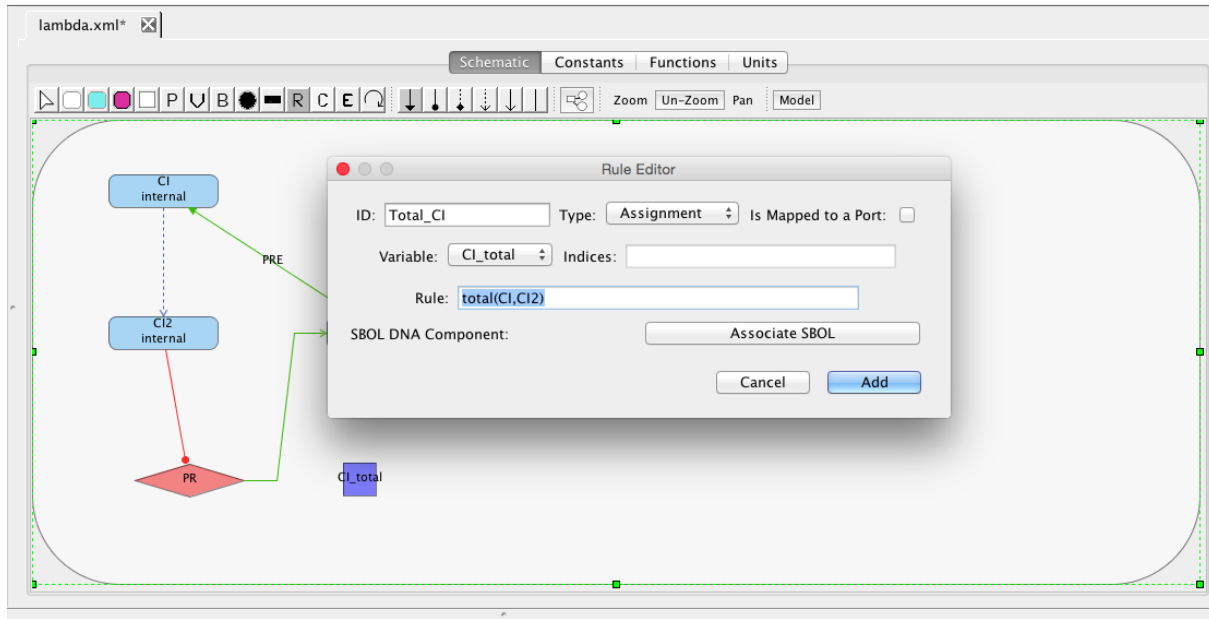 lambda.xml*
Schematic Constants Functions Units
P V B R C E Zoom Un-Zoom Pan Model
Rule Editor
ID: Total_CI Type: Assignment Is Mapped to a Port:
Variable: CI_total Indices:
Rule: total(CI,CI2)
SBOL DNA Component: Associate SBOL
Cancel Add
CI
internal
PRE
CI2
internal
PR
CI_total